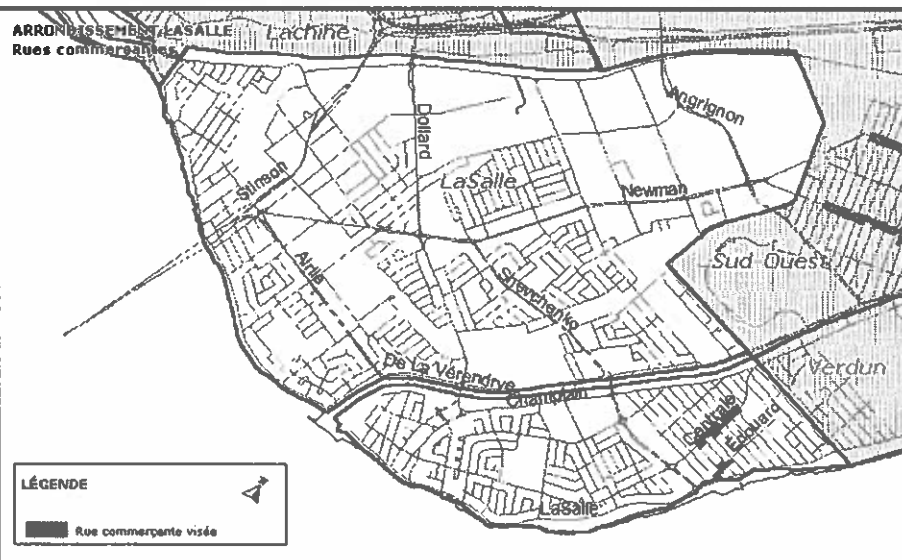 ARRONDISSEMENT LASALLE
Rues commerçantes
Lachine
Dollard
Angrignon
Stinson
LaSalle
Newman
Airlie
Shevchenko
Sud Ouest
De La Vérendrye
Champlain
Verdun
Centrale
Édouard
LaSalle
LÉGENDE
Rue commerçante visée